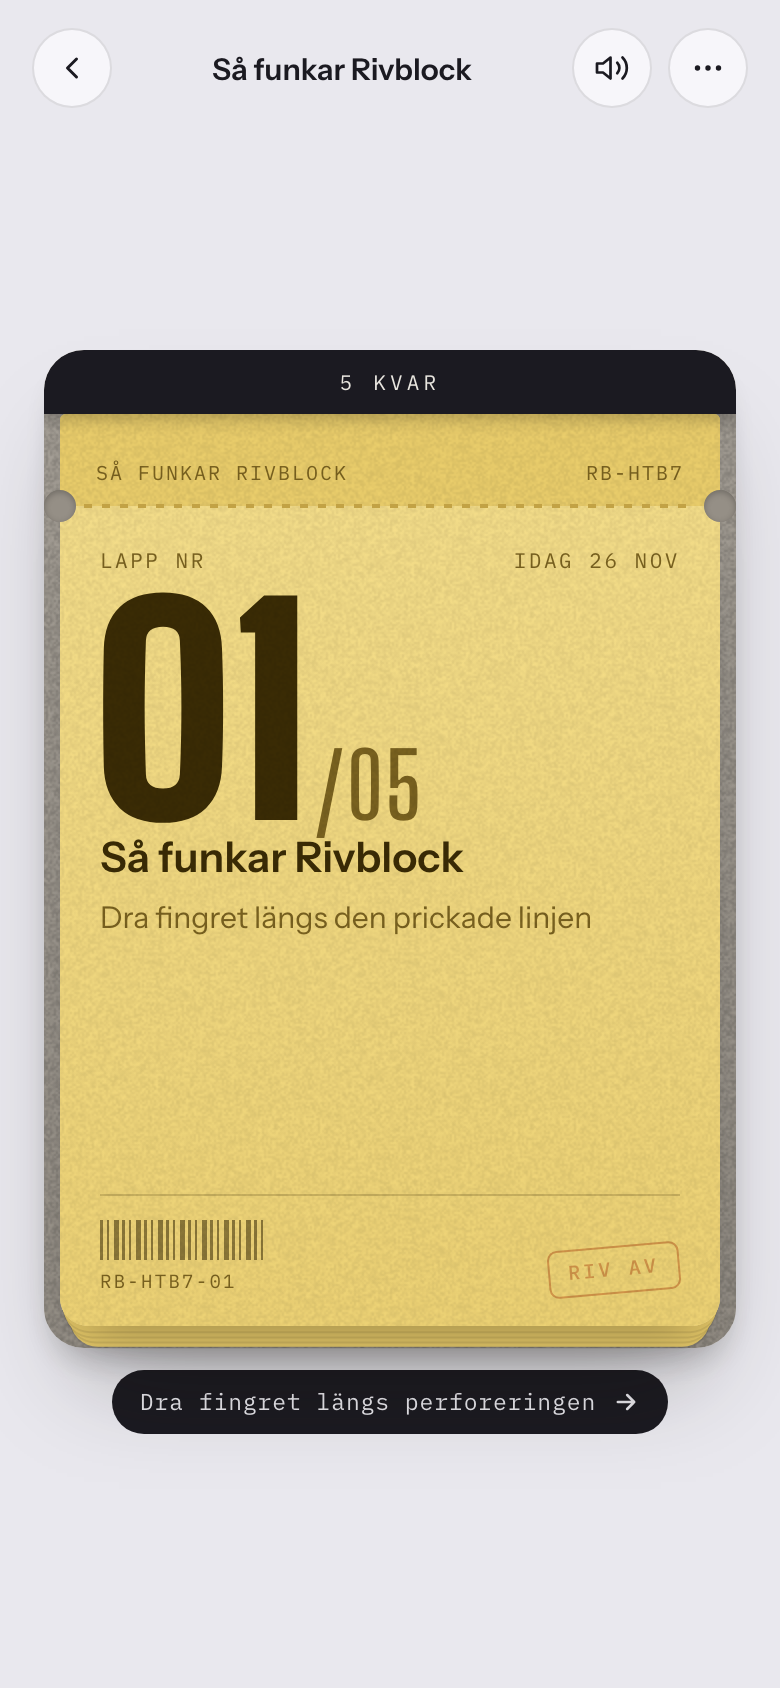 Så funkar Rivblock
5 KVAR
SÅ FUNKAR RIVBLOCK RB-HTB7
LAPP NR IDAG 26 NOV
01/05
Så funkar Rivblock
Dra fingret längs den prickade linjen
RB-HTB7-01
RIV AV
Dra fingret längs perforeringen →